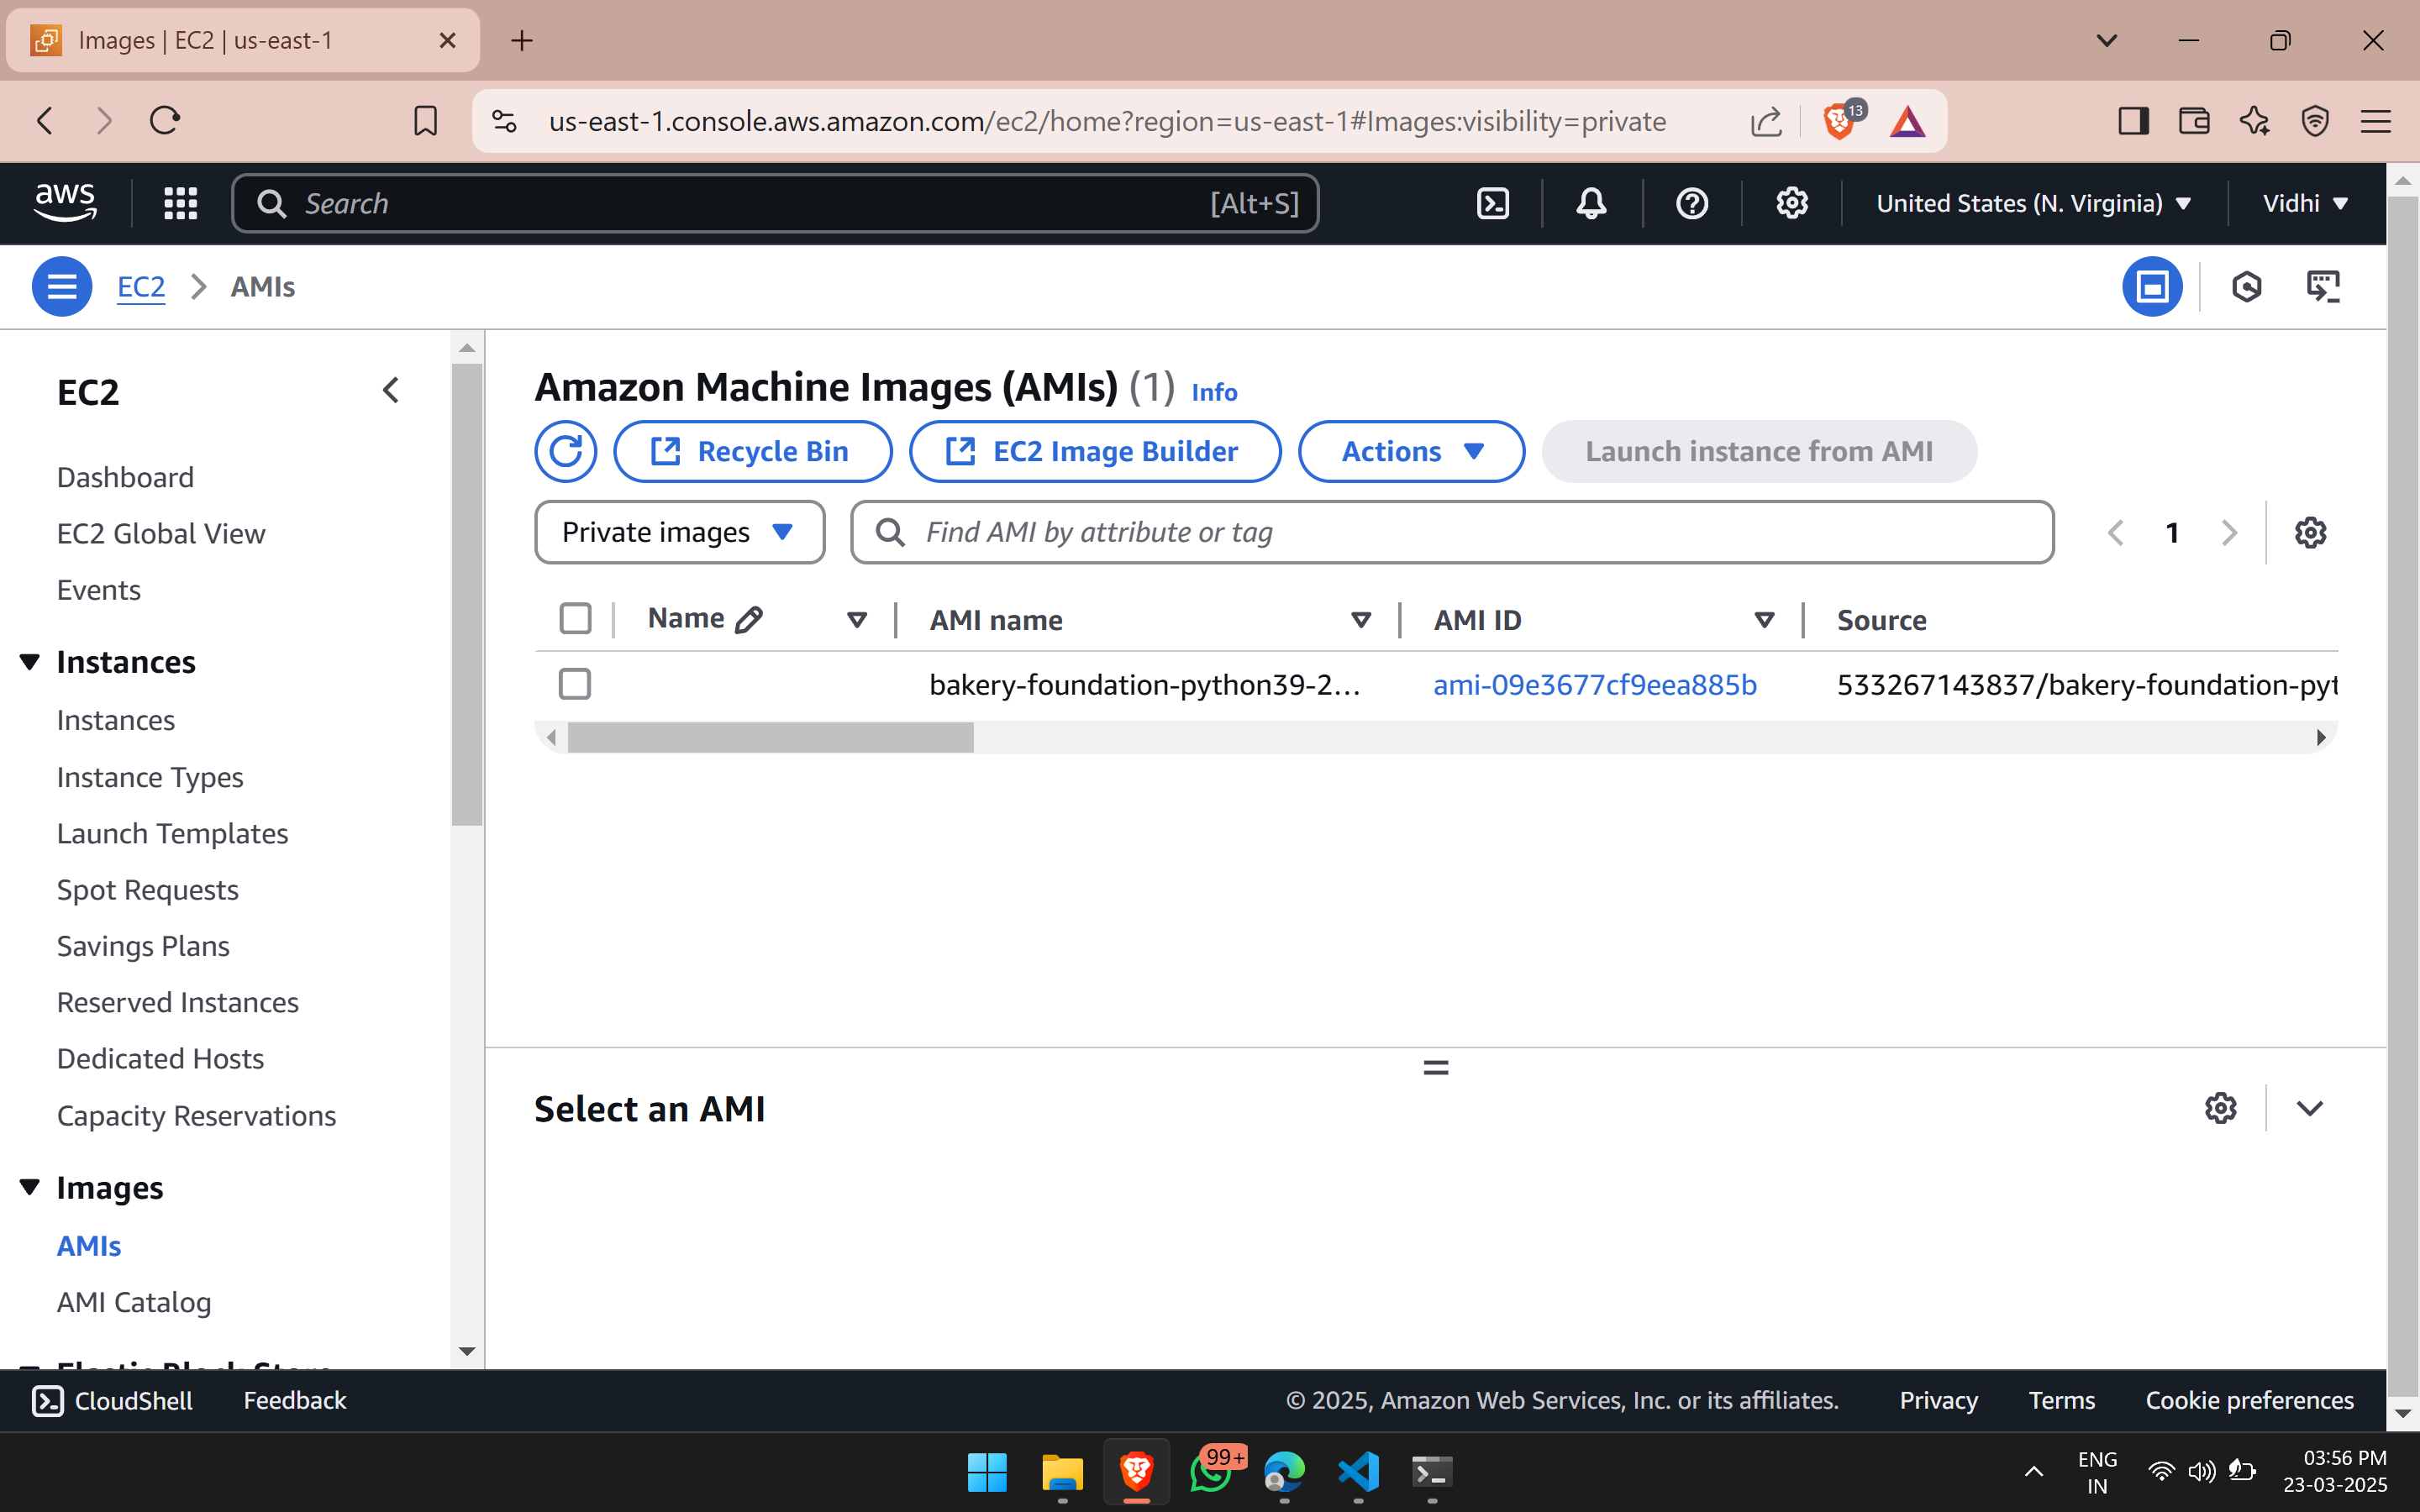 Images | EC2 | us-east-1
us-east-1.console.aws.amazon.com/ec2/home?region=us-east-1#Images:visibility=private
13
aws
Search
[Alt+S]
United States (N. Virginia)
Vidhi
EC2
AMIs
EC2
Dashboard
EC2 Global View
Events
Instances
Instances
Instance Types
Launch Templates
Spot Requests
Savings Plans
Reserved Instances
Dedicated Hosts
Capacity Reservations
Images
AMIs
AMI Catalog
Elastic Block Store
Amazon Machine Images (AMIs) (1) Info
Recycle Bin
EC2 Image Builder
Actions
Launch instance from AMI
Private images
Find AMI by attribute or tag
1
Name
AMI name
AMI ID
Source
bakery-foundation-python39-2...
ami-09e3677cf9eea885b
533267143837/bakery-foundation-pyt
Select an AMI
CloudShell
Feedback
© 2025, Amazon Web Services, Inc. or its affiliates.
Privacy
Terms
Cookie preferences
99+
ENG
IN
03:56 PM
23-03-2025